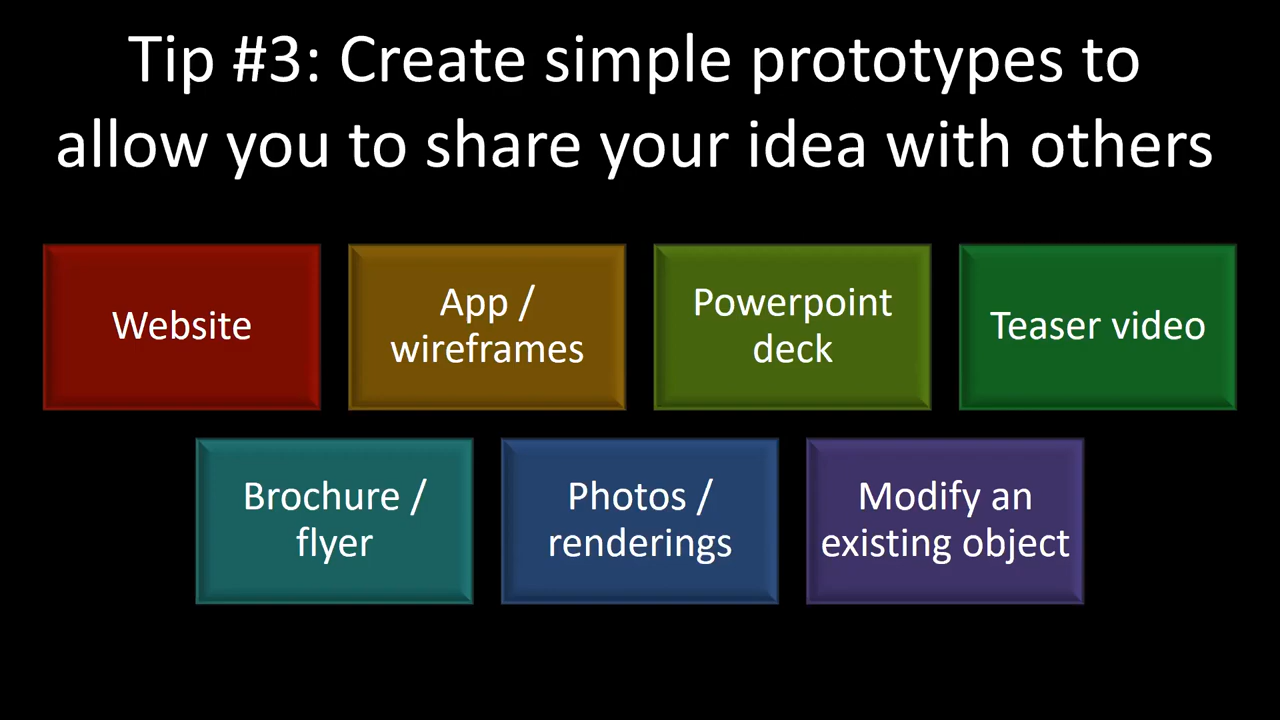 Tip #3: Create simple prototypes to
allow you to share your idea with others
Website
App /
wireframes
Powerpoint
deck
Teaser video
Brochure /
flyer
Photos /
renderings
Modify an
existing object